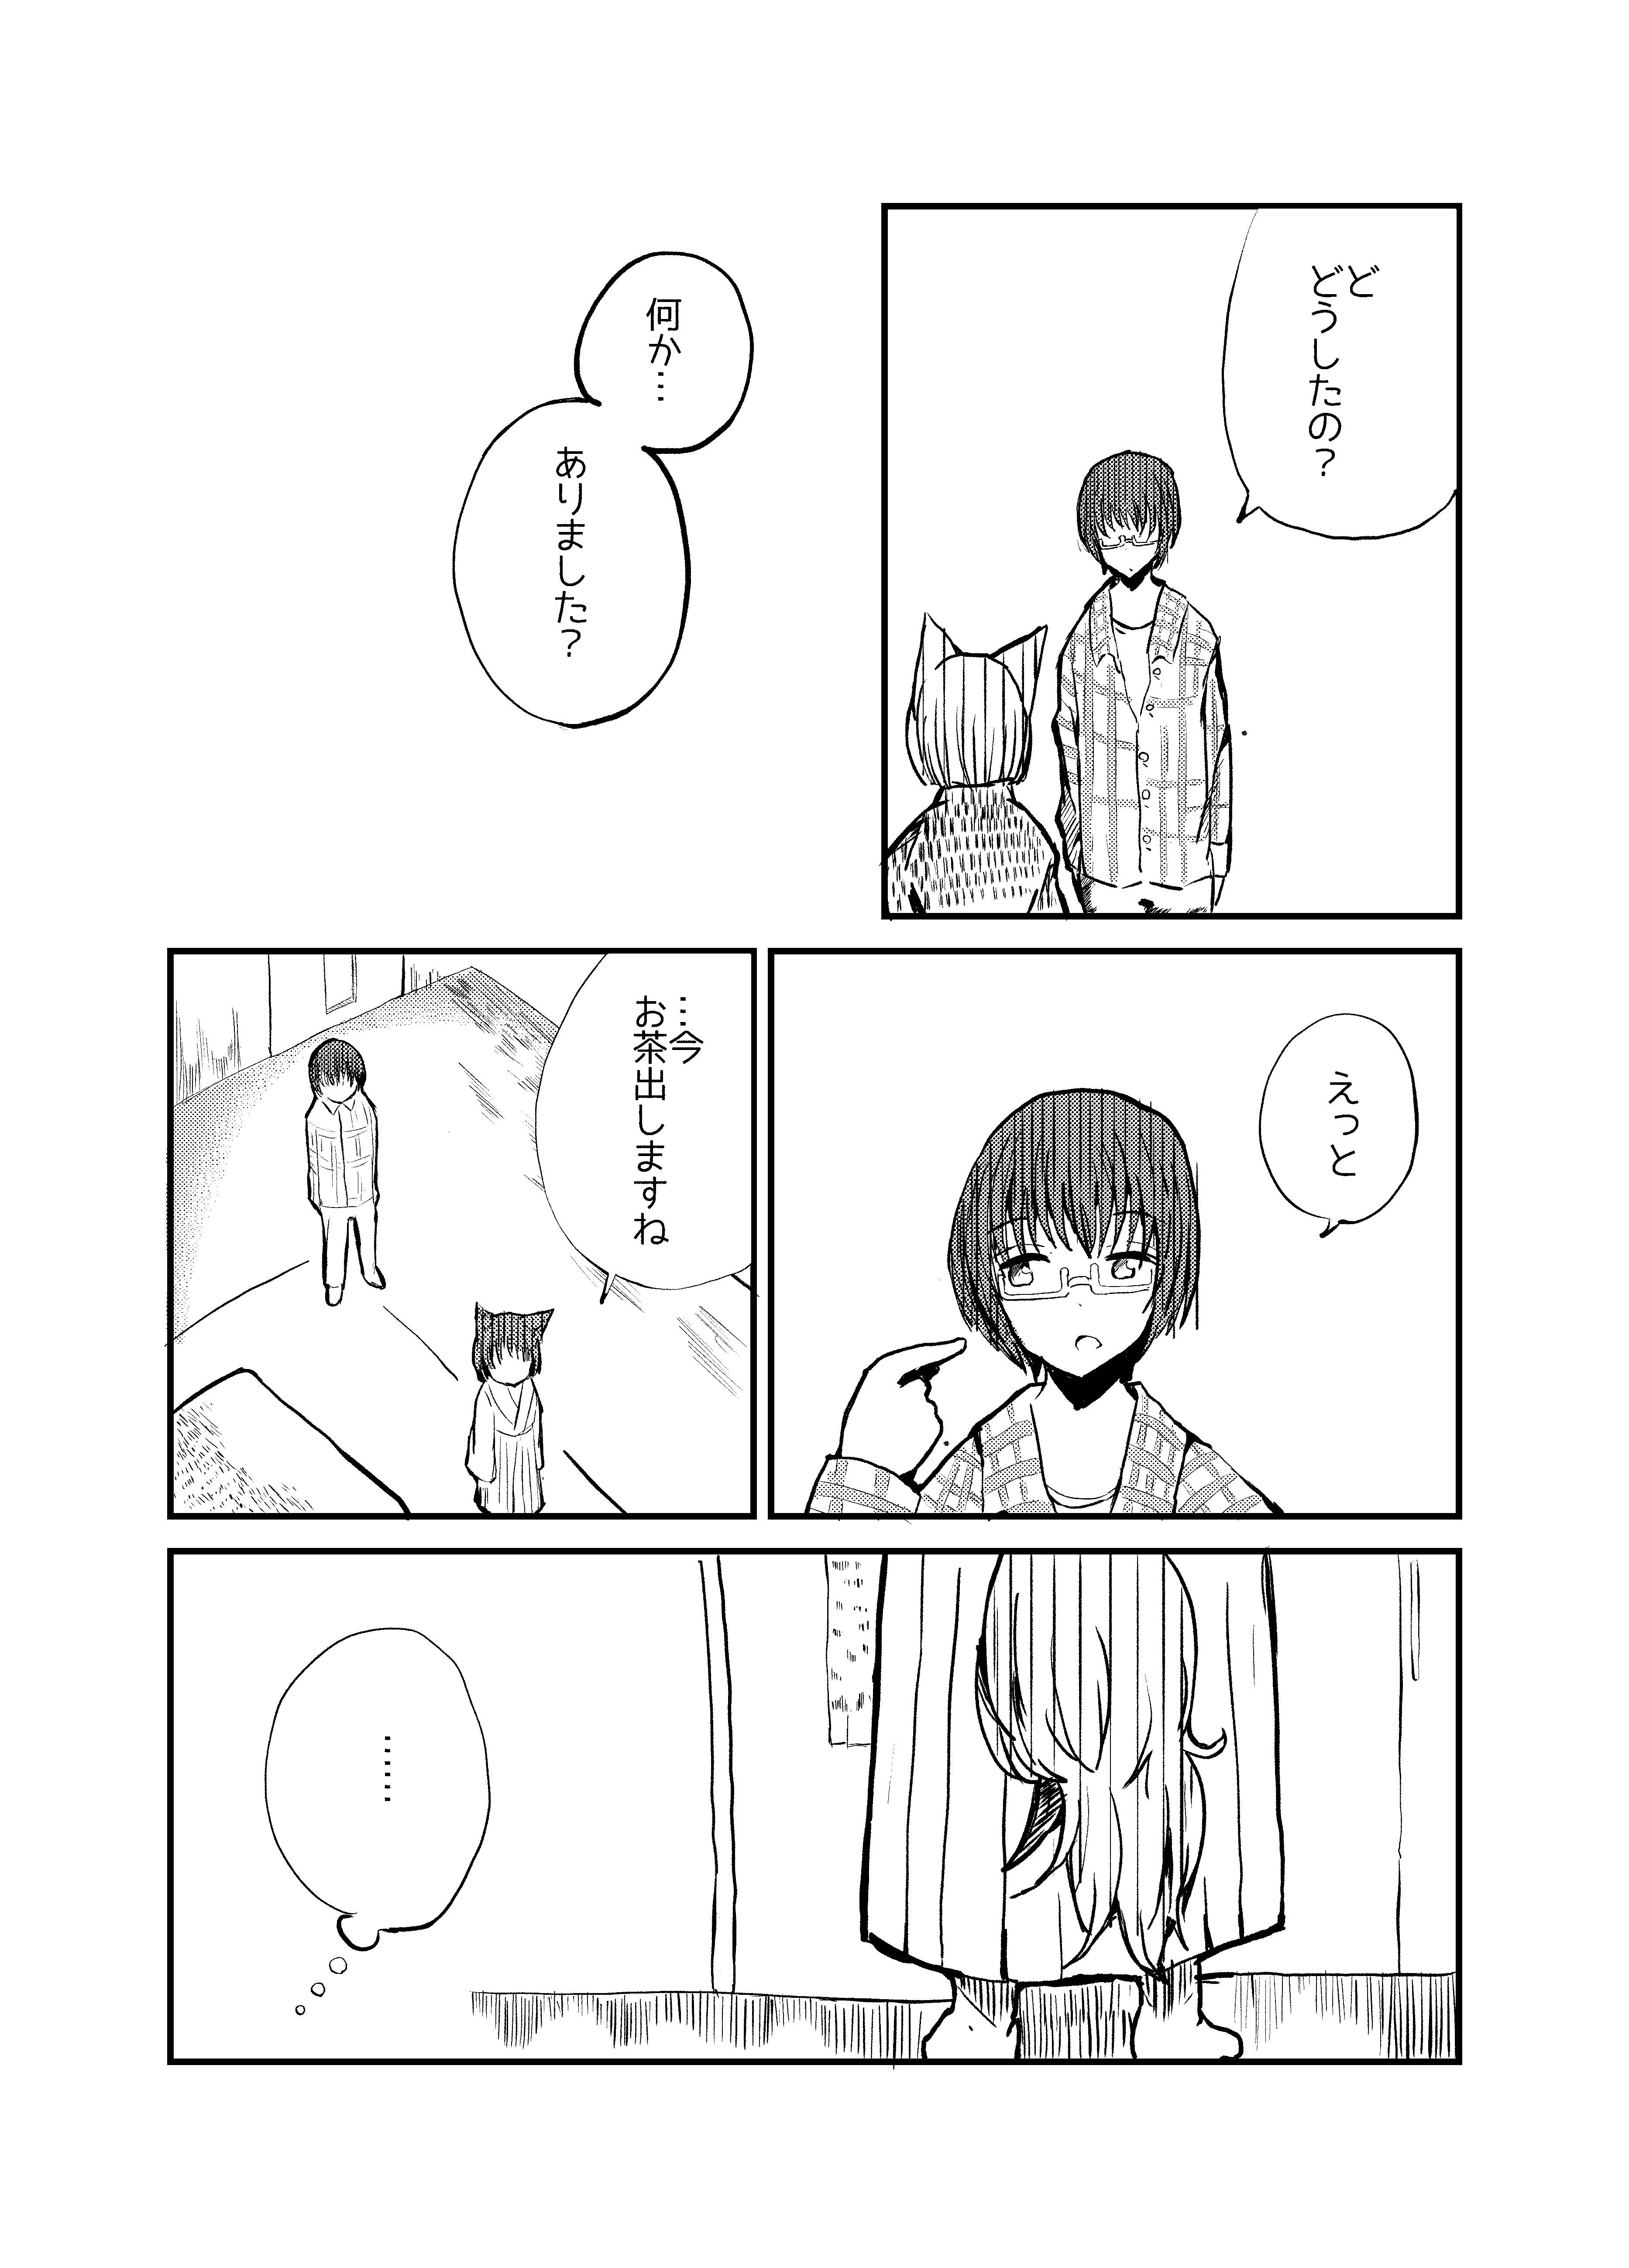 ど
どうしたの?
何か…
ありました?
えっと
…今
お茶出しますね
……